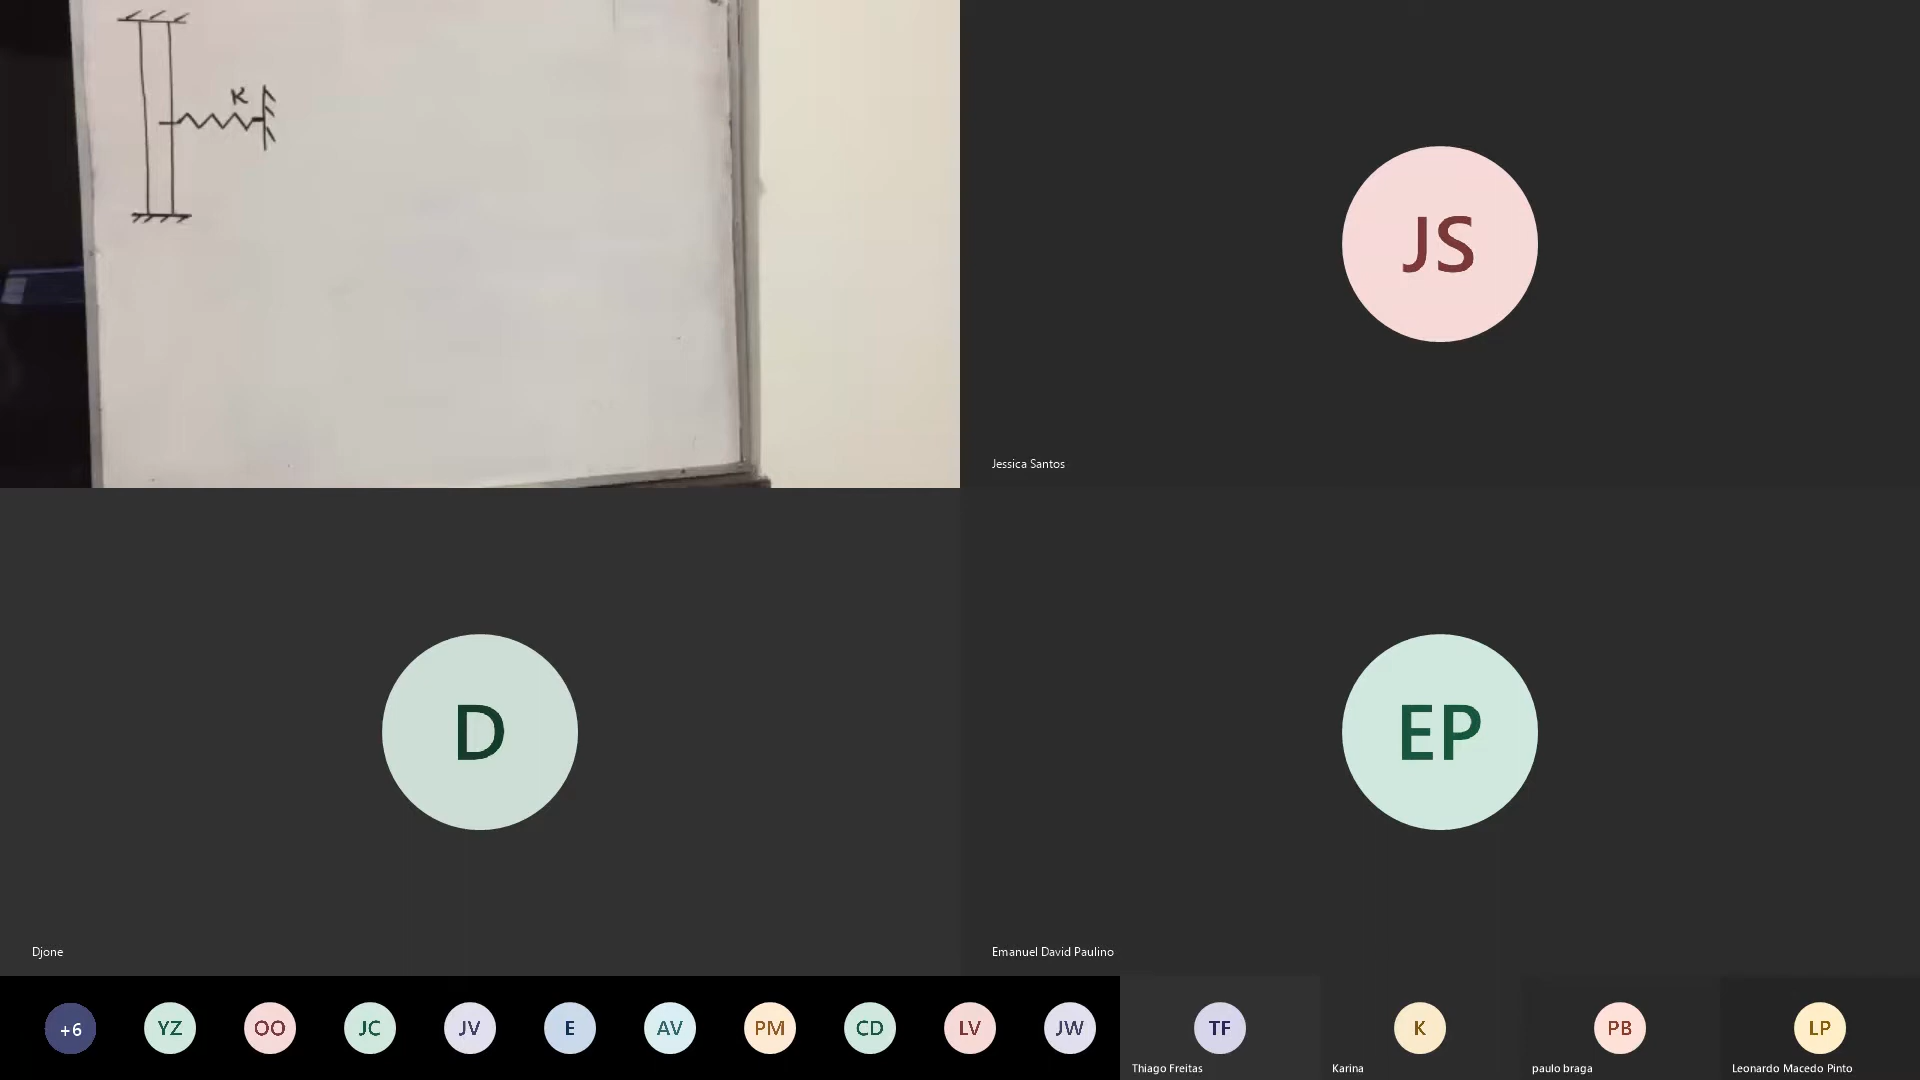 K
JS
Jessica Santos
D
Djone
EP
Emanuel David Paulino
+6
YZ
OO
JC
JV
E
AV
PM
CD
LV
JW
TF
Thiago Freitas
K
Karina
PB
paulo braga
LP
Leonardo Macedo Pinto